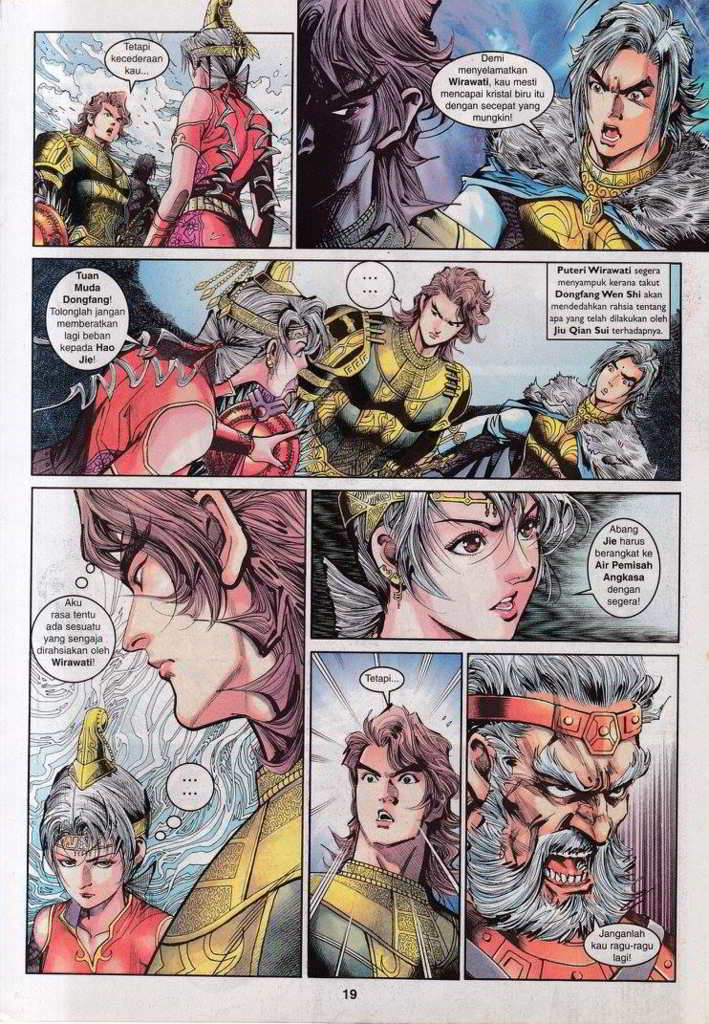 Tetapi
kecederaan
kau...
Demi
menyelamatkan
Wirawati, kau mesti
mencapai kristal biru itu
dengan secepat yang
mungkin!
Tuan
Muda
Dongfang!
Tolonglah jangan
memberatkan
lagi beban
kepada Hao
Jie!
...
...
Puteri Wirawati segera
menyampuk kerana takut
Dongfang Wen Shi akan
mendedahkan rahsia tentang
apa yang telah dilakukan oleh
Jiu Qian Sui terhadapnya.
Aku
rasa tentu
ada sesuatu
yang sengaja
dirahsiakan oleh
Wirawati!
...
...
Abang
Jie harus
berangkat ke
Air Pemisah
Angkasa
dengan
segera!
Tetapi...
Janganlah
kau ragu-ragu
lagi!
19